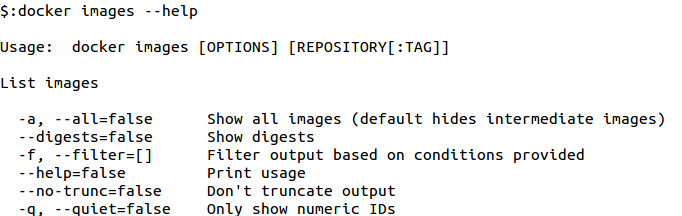 $:docker images --help
Usage:  docker images [OPTIONS] [REPOSITORY[:TAG]]
List images
  -a, --all=false      Show all images (default hides intermediate images)
  --digests=false      Show digests
  -f, --filter=[]      Filter output based on conditions provided
  --help=false         Print usage
  --no-trunc=false     Don't truncate output
  -q, --quiet=false    Only show numeric IDs